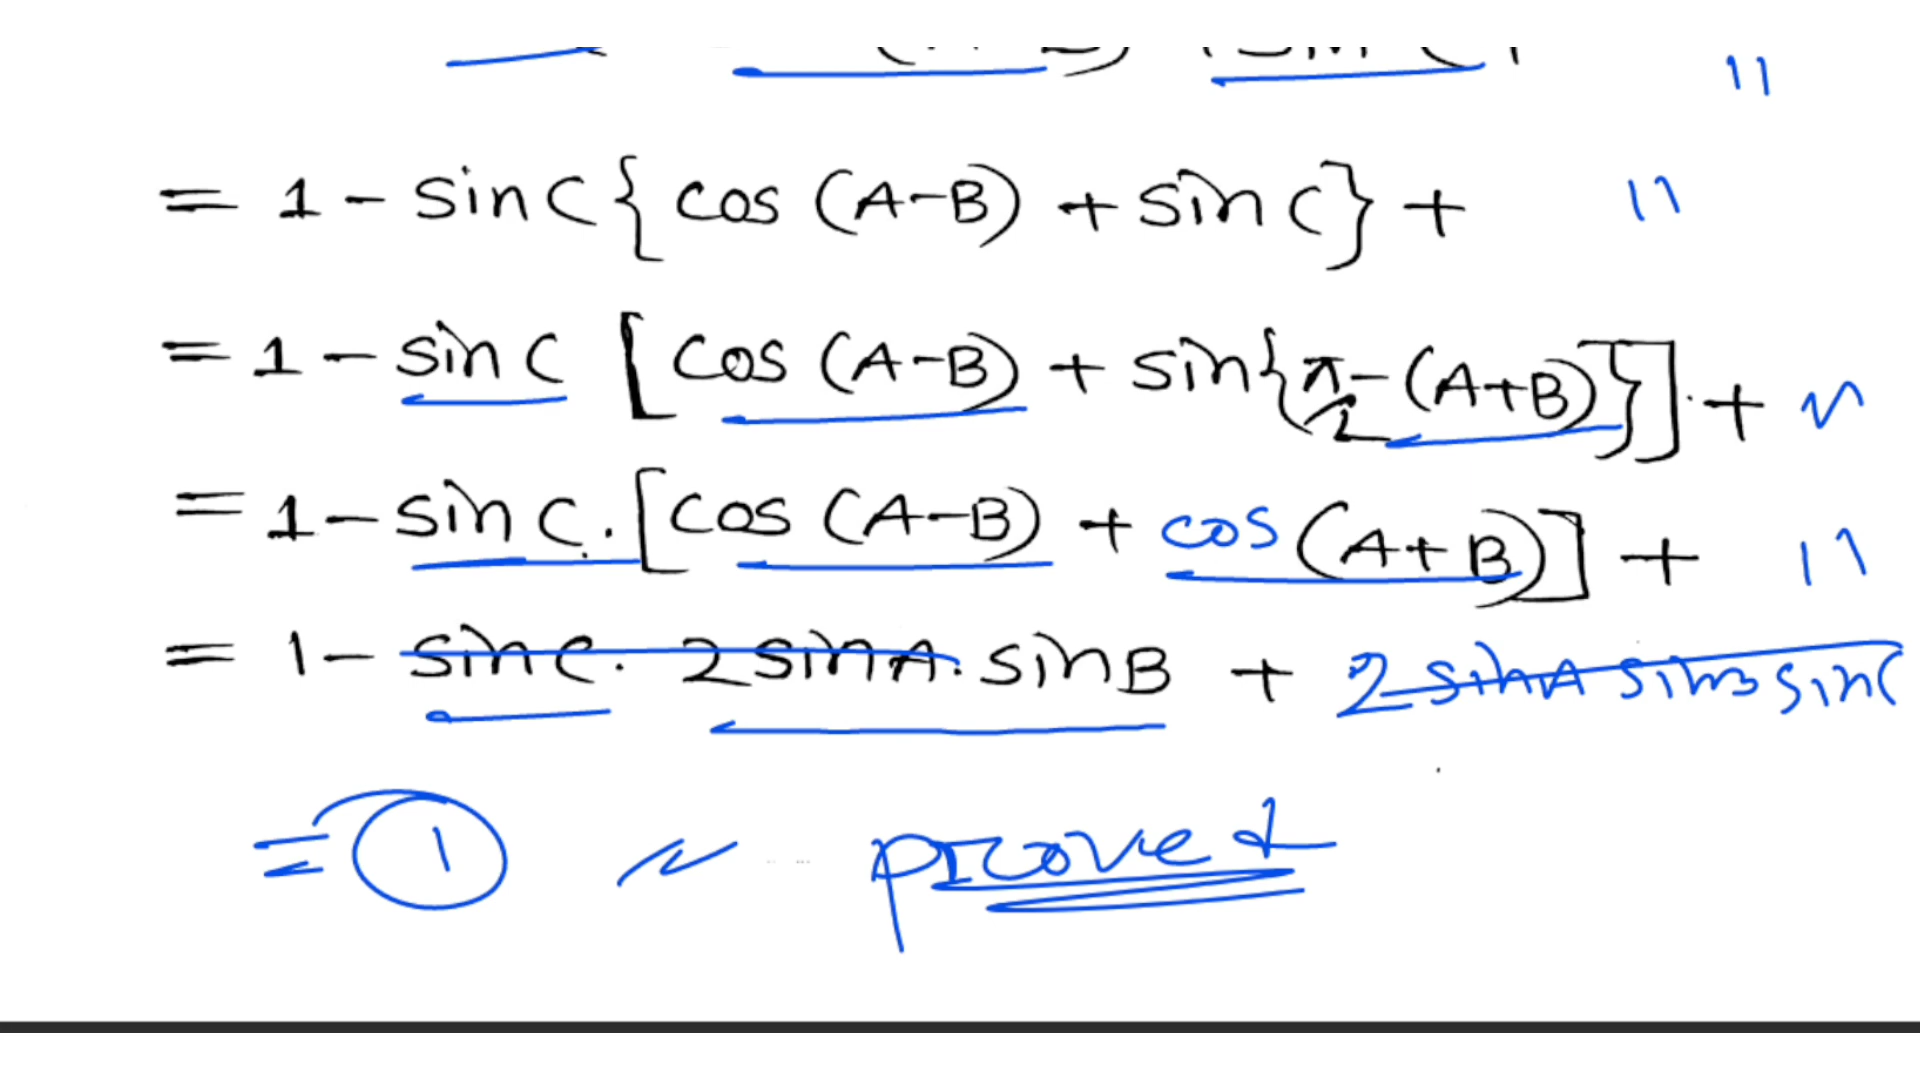 "
= 1 - sin C { cos (A-B) + sin C } + "
= 1 - sin C [ cos (A-B) + sin { π/2 - (A+B) } ] + "
= 1 - sin C . [ cos (A-B) + cos (A+B) ] + "
= 1 - sin C . 2 sin A . sin B + 2 sin A sin B sin C
= 1 proved